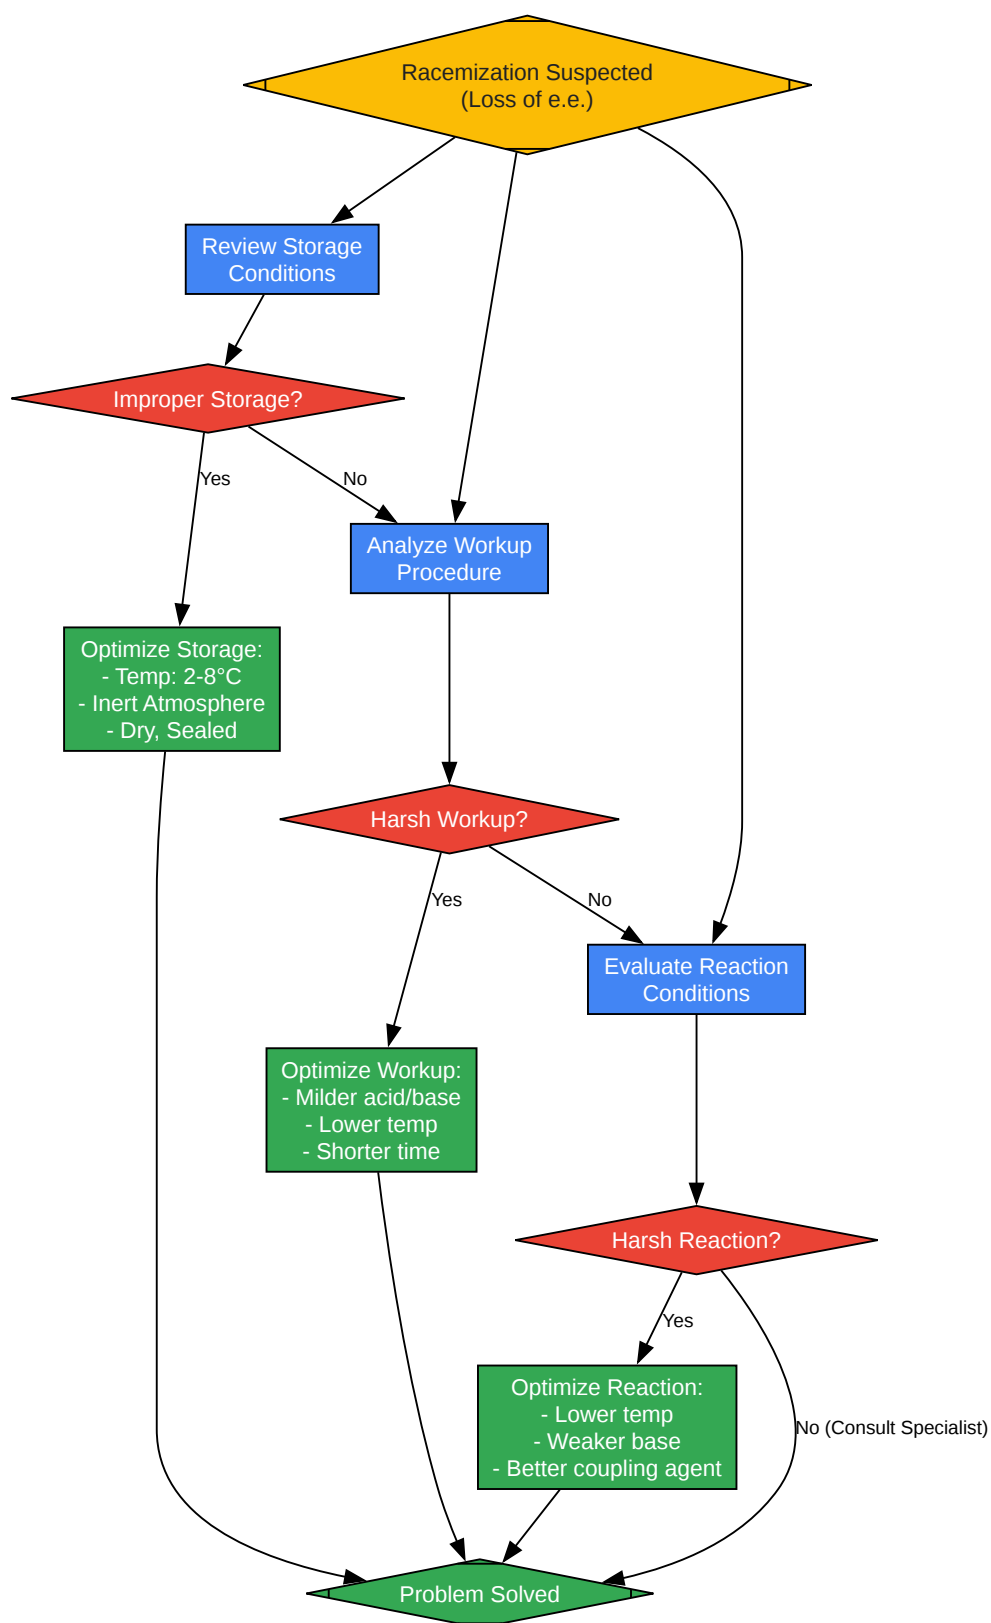 Racemization Suspected
(Loss of e.e.)
Review Storage
Conditions
Improper Storage?
Yes
No
Analyze Workup
Procedure
Optimize Storage:
- Temp: 2-8°C
- Inert Atmosphere
- Dry, Sealed
Harsh Workup?
Yes
No
Evaluate Reaction
Conditions
Optimize Workup:
- Milder acid/base
- Lower temp
- Shorter time
Harsh Reaction?
Yes
No (Consult Specialist)
Optimize Reaction:
- Lower temp
- Weaker base
- Better coupling agent
Problem Solved